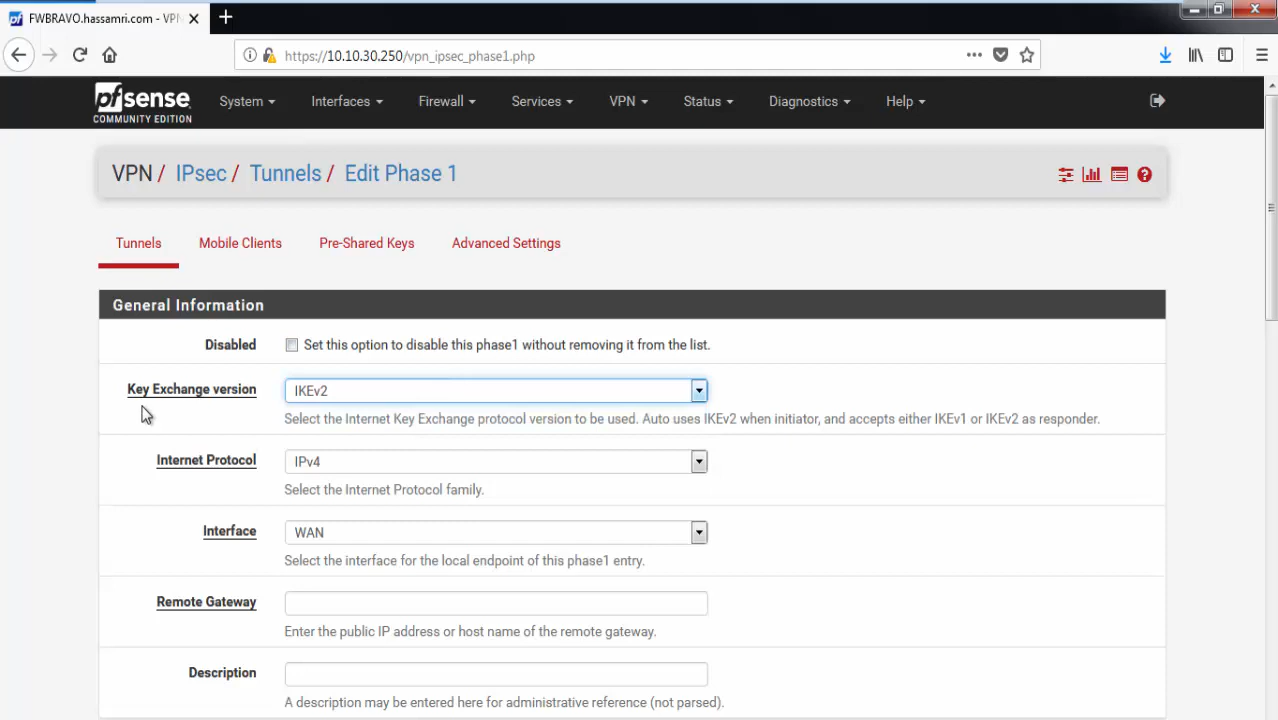 FWBRAVO.hassamri.com - VPN
https://10.10.30.250/vpn_ipsec_phase1.php
pfsense
COMMUNITY EDITION
System
Interfaces
Firewall
Services
VPN
Status
Diagnostics
Help
VPN / IPsec / Tunnels / Edit Phase 1
Tunnels
Mobile Clients
Pre-Shared Keys
Advanced Settings
General Information
Disabled
Set this option to disable this phase1 without removing it from the list.
Key Exchange version
IKEv2
Select the Internet Key Exchange protocol version to be used. Auto uses IKEv2 when initiator, and accepts either IKEv1 or IKEv2 as responder.
Internet Protocol
IPv4
Select the Internet Protocol family.
Interface
WAN
Select the interface for the local endpoint of this phase1 entry.
Remote Gateway
Enter the public IP address or host name of the remote gateway.
Description
A description may be entered here for administrative reference (not parsed).